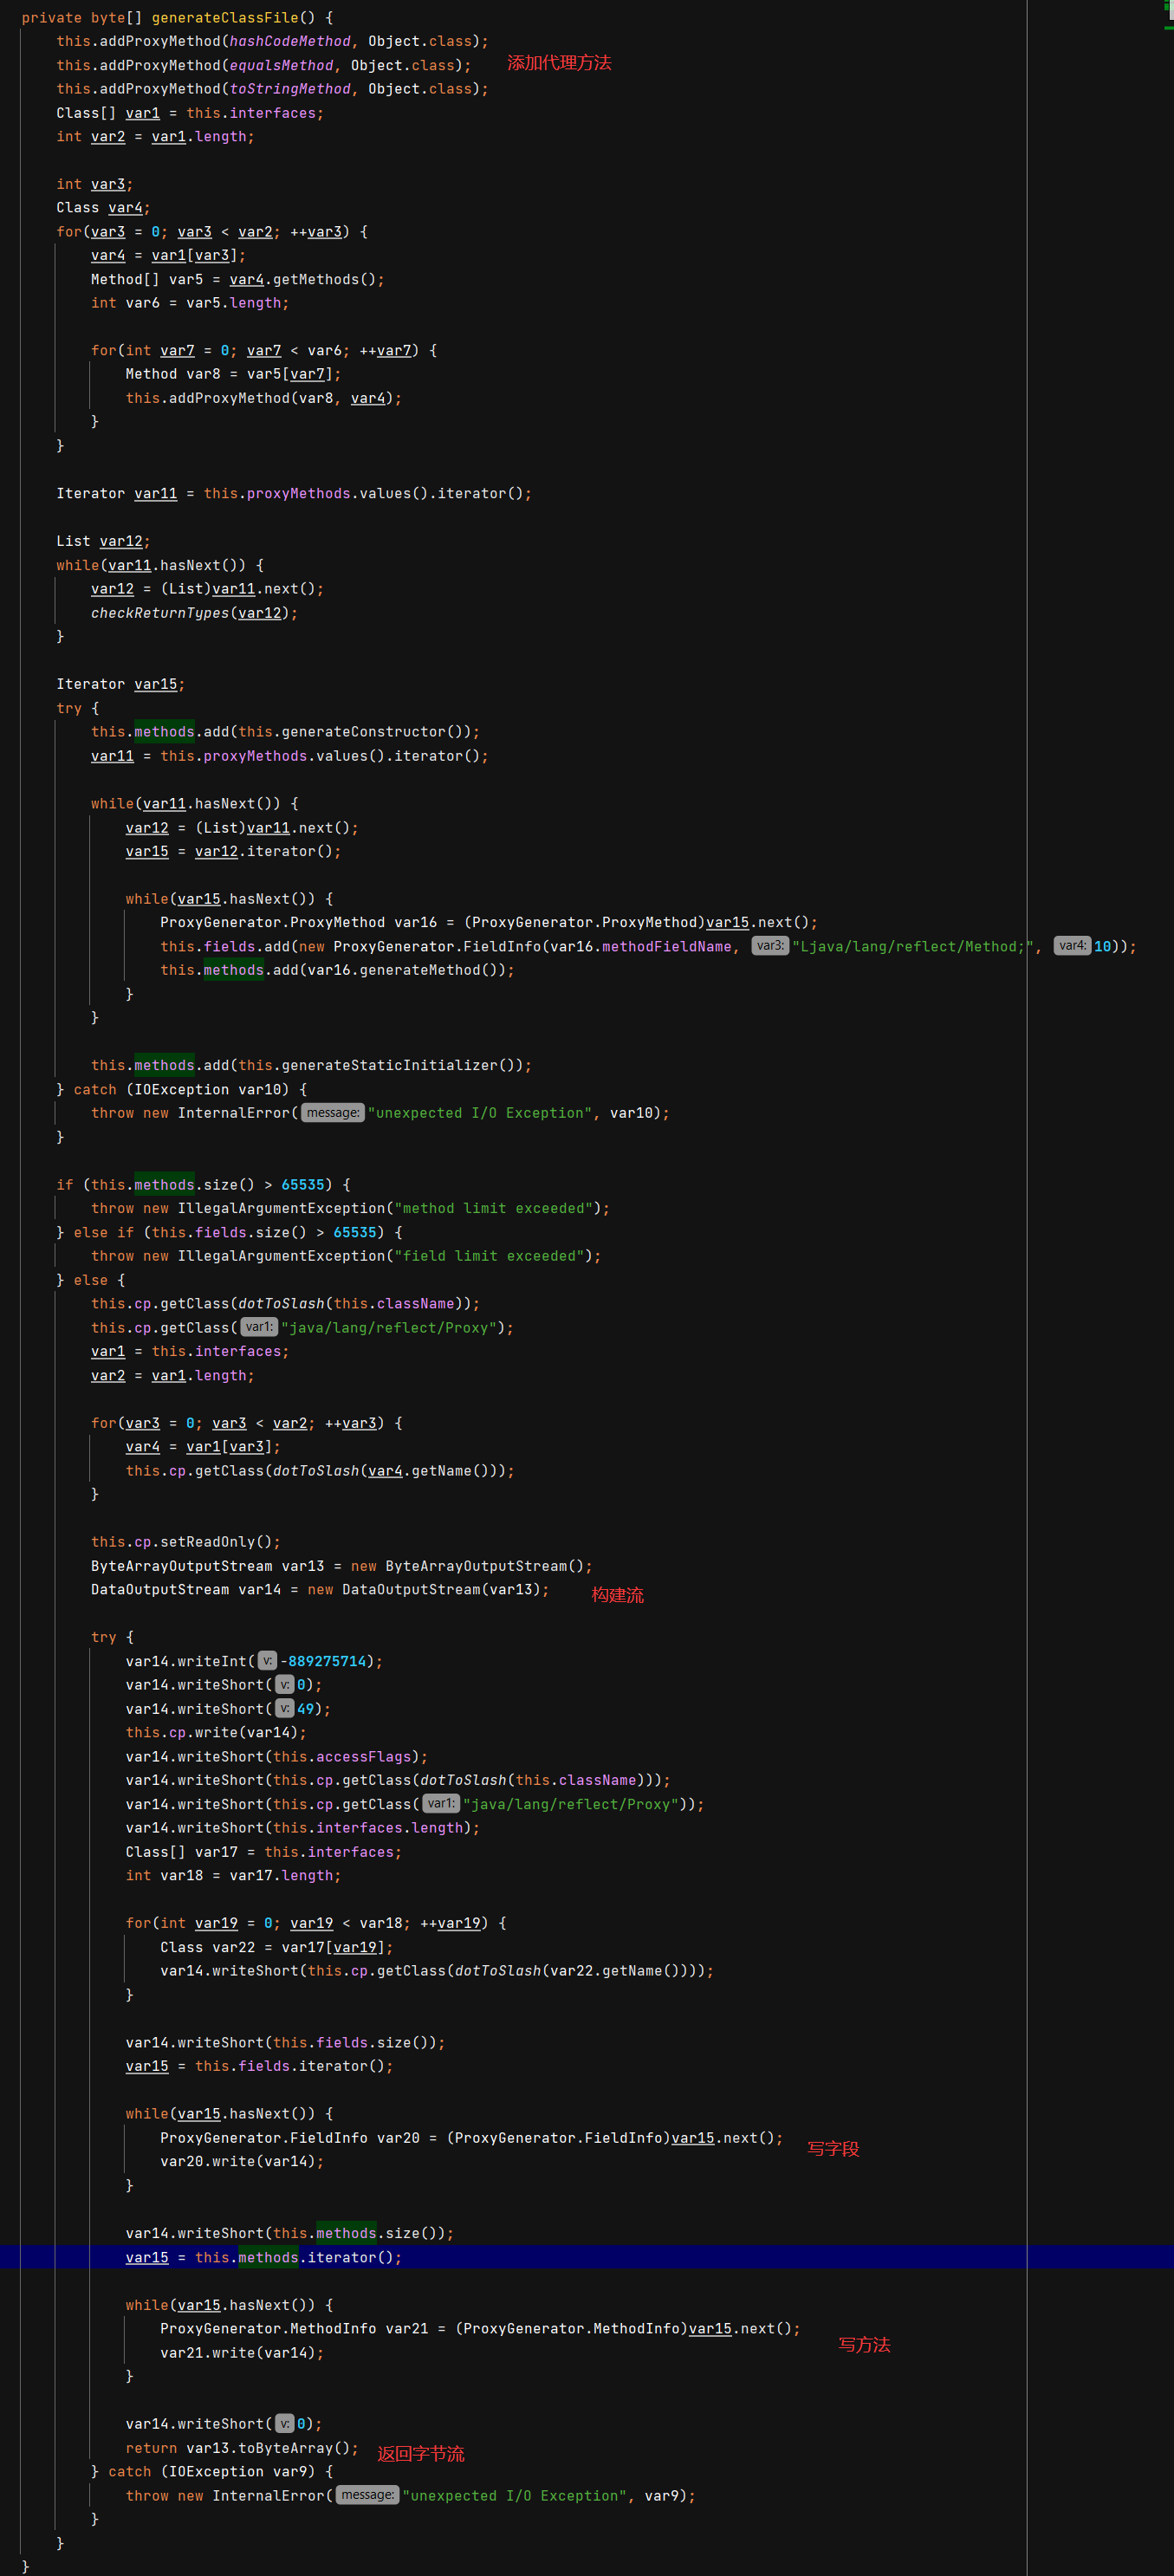 private byte[] generateClassFile() {
    this.addProxyMethod(hashCodeMethod, Object.class);
    this.addProxyMethod(equalsMethod, Object.class);    添加代理方法
    this.addProxyMethod(toStringMethod, Object.class);
    Class[] var1 = this.interfaces;
    int var2 = var1.length;

    int var3;
    Class var4;
    for(var3 = 0; var3 < var2; ++var3) {
        var4 = var1[var3];
        Method[] var5 = var4.getMethods();
        int var6 = var5.length;

        for(int var7 = 0; var7 < var6; ++var7) {
            Method var8 = var5[var7];
            this.addProxyMethod(var8, var4);
        }
    }

    Iterator var11 = this.proxyMethods.values().iterator();

    List var12;
    while(var11.hasNext()) {
        var12 = (List)var11.next();
        checkReturnTypes(var12);
    }

    Iterator var15;
    try {
        this.methods.add(this.generateConstructor());
        var11 = this.proxyMethods.values().iterator();

        while(var11.hasNext()) {
            var12 = (List)var11.next();
            var15 = var12.iterator();

            while(var15.hasNext()) {
                ProxyGenerator.ProxyMethod var16 = (ProxyGenerator.ProxyMethod)var15.next();
                this.fields.add(new ProxyGenerator.FieldInfo(var16.methodFieldName, var3: "Ljava/lang/reflect/Method;", var4: 10));
                this.methods.add(var16.generateMethod());
            }
        }

        this.methods.add(this.generateStaticInitializer());
    } catch (IOException var10) {
        throw new InternalError( message: "unexpected I/O Exception", var10);
    }

    if (this.methods.size() > 65535) {
        throw new IllegalArgumentException("method limit exceeded");
    } else if (this.fields.size() > 65535) {
        throw new IllegalArgumentException("field limit exceeded");
    } else {
        this.cp.getClass(dotToSlash(this.className));
        this.cp.getClass( var1: "java/lang/reflect/Proxy");
        var1 = this.interfaces;
        var2 = var1.length;

        for(var3 = 0; var3 < var2; ++var3) {
            var4 = var1[var3];
            this.cp.getClass(dotToSlash(var4.getName()));
        }

        this.cp.setReadOnly();
        ByteArrayOutputStream var13 = new ByteArrayOutputStream();
        DataOutputStream var14 = new DataOutputStream(var13);    构建流

        try {
            var14.writeInt( v: -889275714);
            var14.writeShort( v: 0);
            var14.writeShort( v: 49);
            this.cp.write(var14);
            var14.writeShort(this.accessFlags);
            var14.writeShort(this.cp.getClass(dotToSlash(this.className)));
            var14.writeShort(this.cp.getClass( var1: "java/lang/reflect/Proxy"));
            var14.writeShort(this.interfaces.length);
            Class[] var17 = this.interfaces;
            int var18 = var17.length;

            for(int var19 = 0; var19 < var18; ++var19) {
                Class var22 = var17[var19];
                var14.writeShort(this.cp.getClass(dotToSlash(var22.getName())));
            }

            var14.writeShort(this.fields.size());
            var15 = this.fields.iterator();

            while(var15.hasNext()) {
                ProxyGenerator.FieldInfo var20 = (ProxyGenerator.FieldInfo)var15.next();    写字段
                var20.write(var14);
            }

            var14.writeShort(this.methods.size());
            var15 = this.methods.iterator();

            while(var15.hasNext()) {
                ProxyGenerator.MethodInfo var21 = (ProxyGenerator.MethodInfo)var15.next();    写方法
                var21.write(var14);
            }

            var14.writeShort( v: 0);
            return var13.toByteArray();    返回字节流
        } catch (IOException var9) {
            throw new InternalError( message: "unexpected I/O Exception", var9);
        }
    }
}